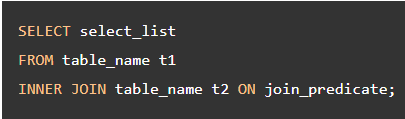 SELECT select_list
FROM table_name t1
INNER JOIN table_name t2 ON join_predicate;